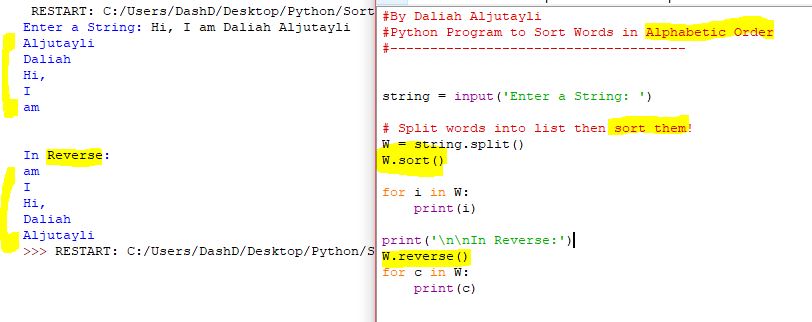 RESTART: C:/Users/DashD/Desktop/Python/Sort
Enter a String: Hi, I am Daliah Aljutayli
Aljutayli
Daliah
Hi,
I
am
In Reverse:
am
I
Hi,
Daliah
Aljutayli
>>> RESTART: C:/Users/DashD/Desktop/Python/S
#By Daliah Aljutayli
#Python Program to Sort Words in Alphabetic Order
#-------------------------------------
string = input('Enter a String: ')
# Split words into list then sort them!
W = string.split()
W.sort()
for i in W:
    print(i)
print('\n\nIn Reverse:')
W.reverse()
for c in W:
    print(c)